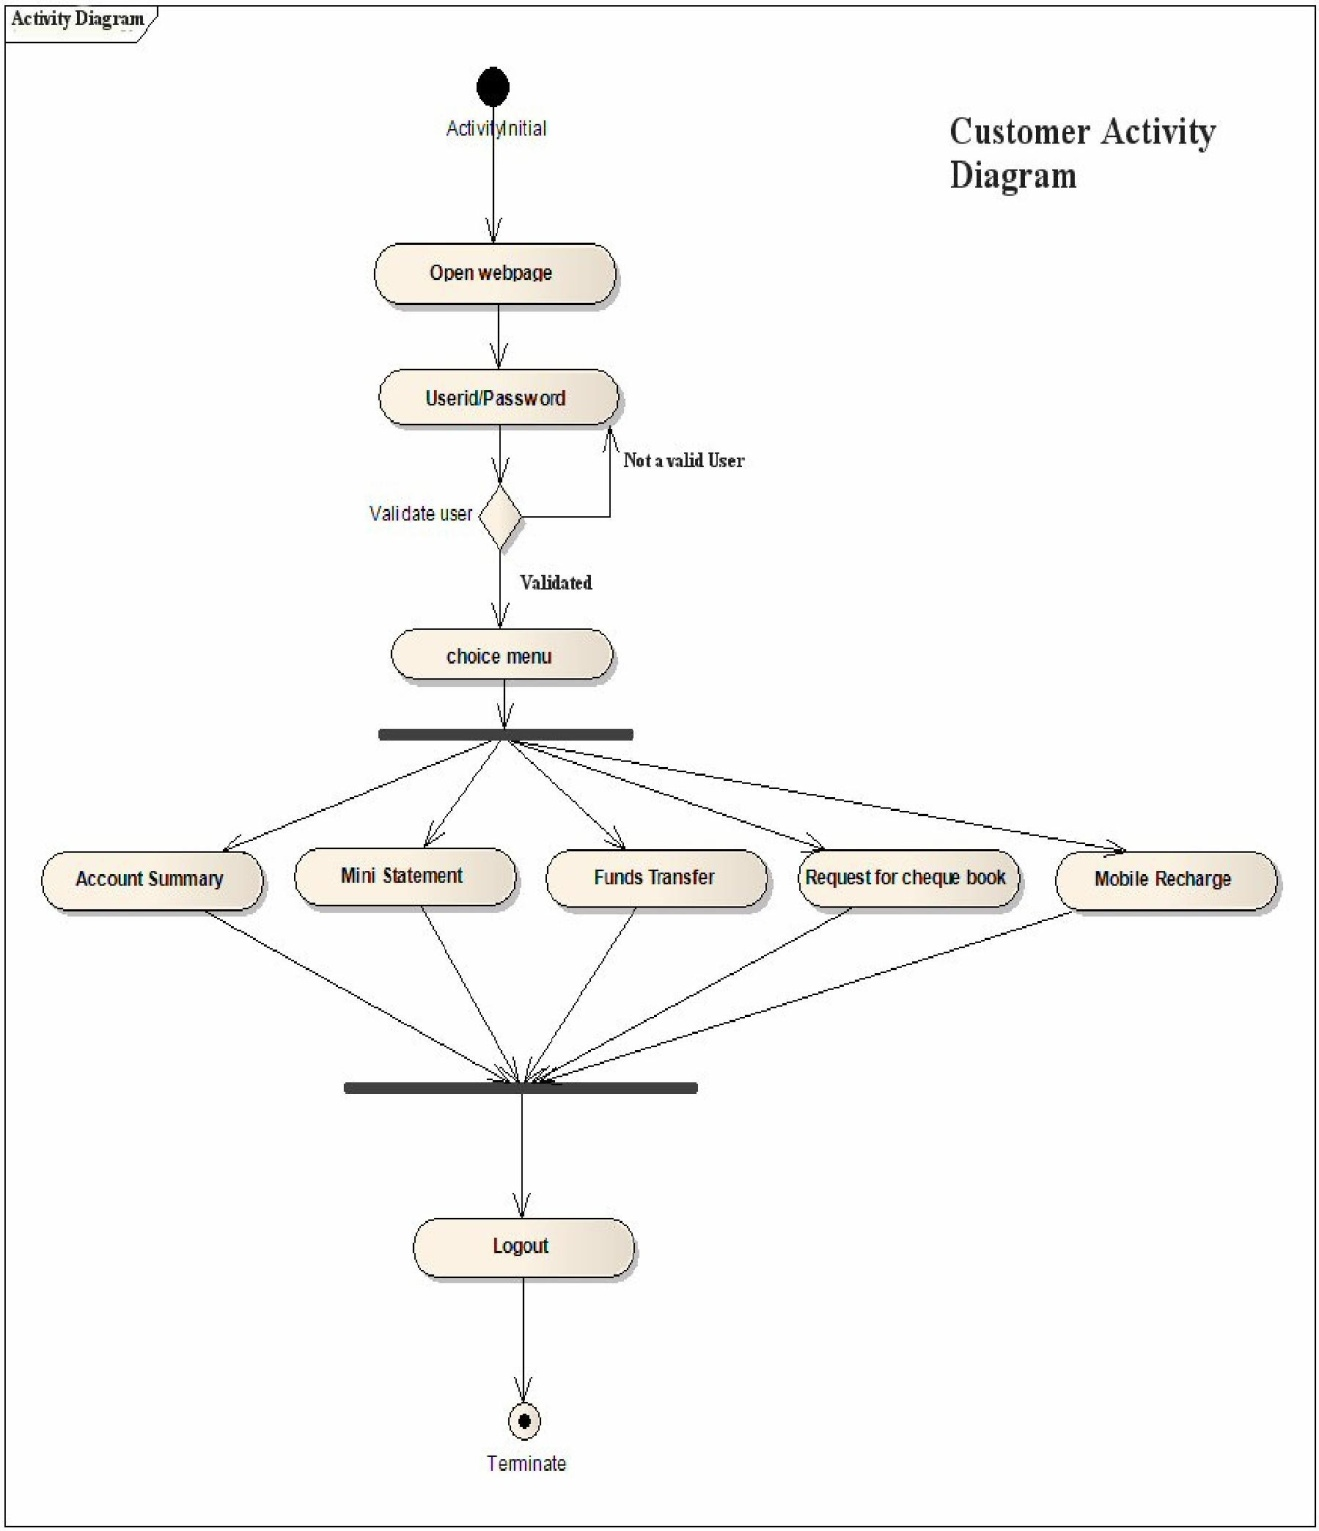 Activity Diagram
ActivityInitial
Customer Activity
Diagram
Open webpage
Userid/Password
Not a valid User
Validate user
Validated
choice menu
Account Summary
Mini Statement
Funds Transfer
Request for cheque book
Mobile Recharge
Logout
Terminate